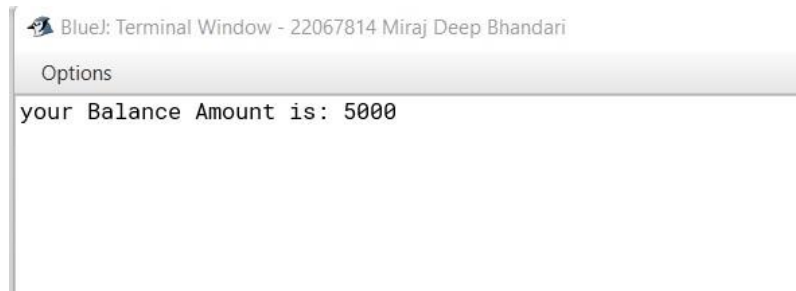 BlueJ: Terminal Window - 22067814 Miraj Deep Bhandari
Options
your Balance Amount is: 5000